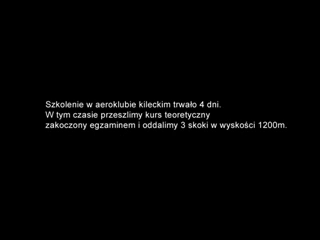 Szkolenie w aeroklubie kileckim trwało 4 dni.
W tym czasie przeszlimy kurs teoretyczny
zakoczony egzaminem i oddalimy 3 skoki w wyskości 1200m.